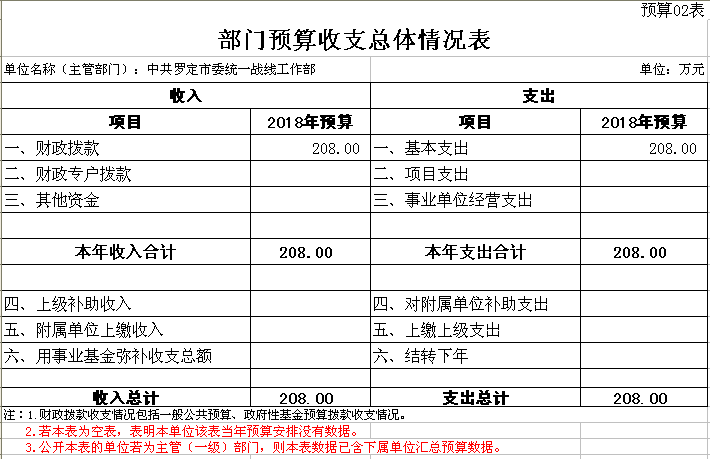 预算02表
部门预算收支总体情况表
单位名称（主管部门）：中共罗定市委统一战线工作部 单位：万元
收入 支出
项目 2018年预算 项目 2018年预算
一、财政拨款 208.00 一、基本支出 208.00
二、财政专户拨款 二、项目支出
三、其他资金 三、事业单位经营支出
本年收入合计 208.00 本年支出合计 208.00
四、上级补助收入 四、对附属单位补助支出
五、附属单位上缴收入 五、上缴上级支出
六、用事业基金弥补收支总额 六、结转下年
收入总计 208.00 支出总计 208.00
注：1.财政拨款收支情况包括一般公共预算、政府性基金预算拨款收支情况。
2.若本表为空表，表明本单位该表当年预算安排没有数据。
3.公开本表的单位若为主管（一级）部门，则本表数据已含下属单位汇总预算数据。